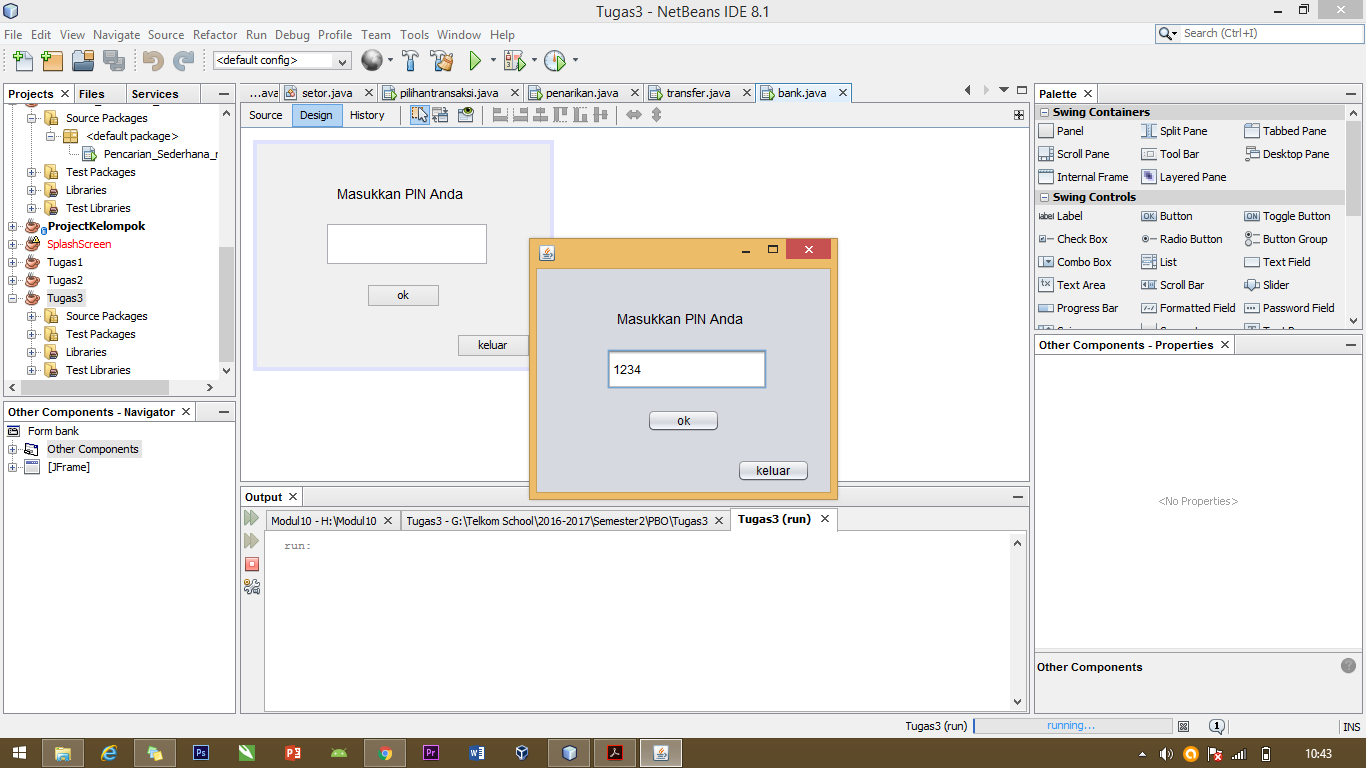 Tugas3 - NetBeans IDE 8.1
File Edit View Navigate Source Refactor Run Debug Profile Team Tools Window Help
Search (Ctrl+I)
<default config>
Projects Files Services
Source Packages
<default package>
Pencarian_Sederhana_
Test Packages
Libraries
Test Libraries
ProjectKelompok
SplashScreen
Tugas1
Tugas2
Tugas3
Source Packages
Test Packages
Libraries
Test Libraries
Other Components - Navigator
Form bank
Other Components
[JFrame]
...ava setor.java pilihantransaksi.java penarikan.java transfer.java bank.java
Source Design History
Masukkan PIN Anda
ok
keluar
Masukkan PIN Anda
1234
ok
keluar
Output
Modul10 - H:\Modul10 Tugas3 - G:\Telkom School\2016-2017\Semester2\PBO\Tugas3 Tugas3 (run)
run:
Palette
Swing Containers
Panel Split Pane Tabbed Pane
Scroll Pane Tool Bar Desktop Pane
Internal Frame Layered Pane
Swing Controls
label Label OK Button ON Toggle Button
Check Box Radio Button Button Group
Combo Box List Text Field
Text Area Scroll Bar Slider
Progress Bar Formatted Field Password Field
Other Components - Properties
<No Properties>
Other Components
Tugas3 (run) running... 1 INS
Ps P3 Pr W
10:43